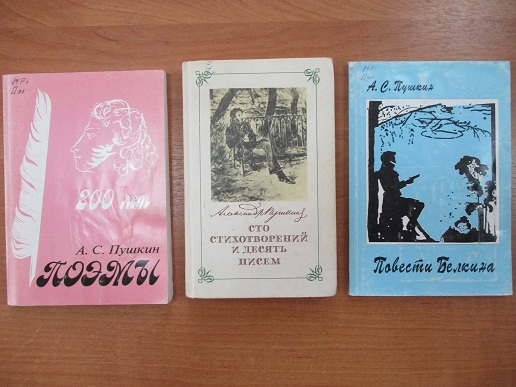 200 лет
А. С. Пушкин
ПОЭМЫ
Александр Пушкин
СТО
СТИХОТВОРЕНИЙ
И ДЕСЯТЬ
ПИСЕМ
А. С. Пушкин
Повести Белкина